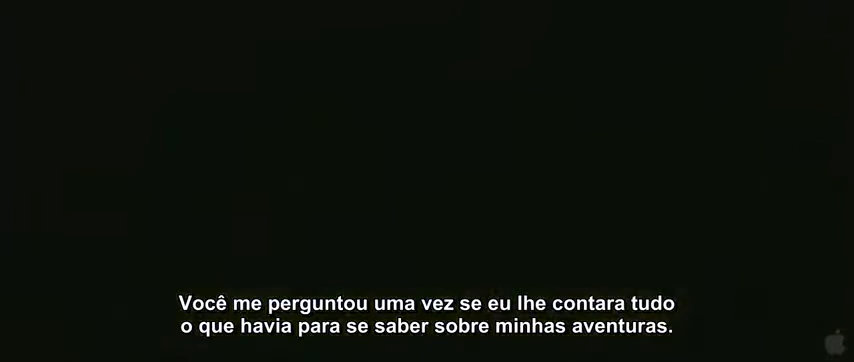 Você me perguntou uma vez se eu lhe contara tudo
o que havia para se saber sobre minhas aventuras.